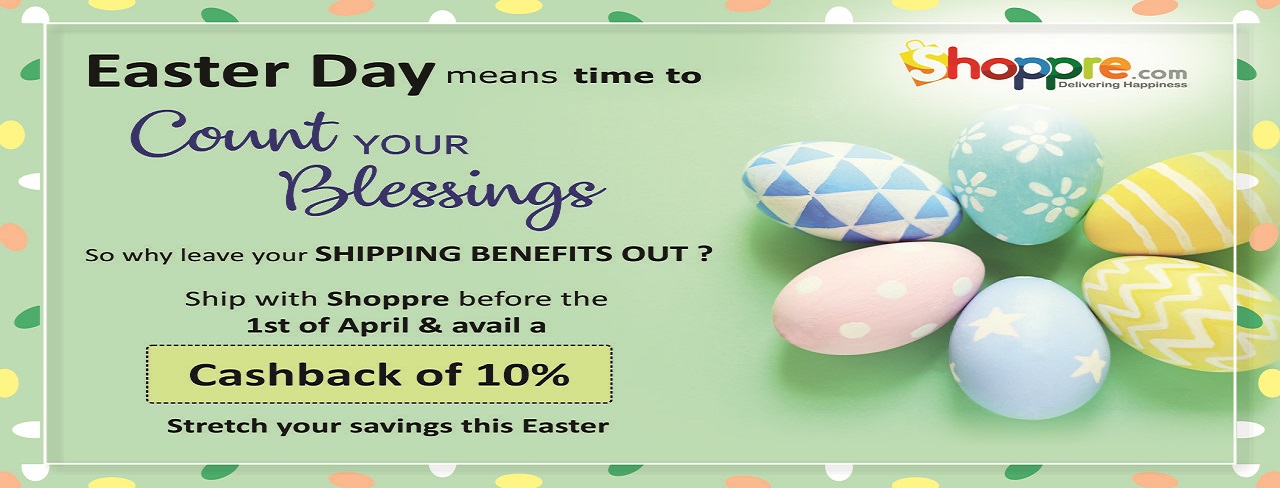 Easter Day means time to
Count YOUR
Blessings
So why leave your SHIPPING BENEFITS OUT ?
Ship with Shoppre before the
1st of April & avail a
Cashback of 10%
Stretch your savings this Easter
Shoppre.com
Delivering Happiness